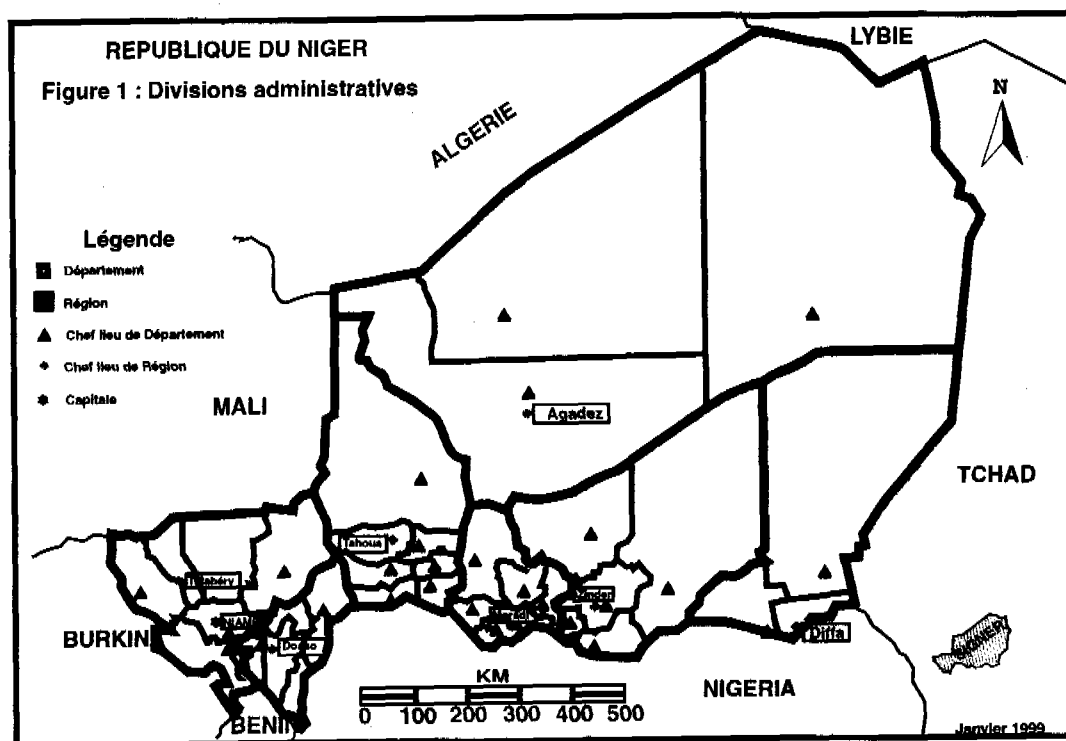 REPUBLIQUE DU NIGER
Figure 1 : Divisions administratives
LYBIE
N
ALGERIE
Légende
Département
Région
Chef lieu de Département
Chef lieu de Région
Capitale
MALI
Agadez
TCHAD
Tahoua
Zinder
Dosso
BURKIN
Diffa
KM
0 100 200 300 400 500
NIGERIA
BENIN
Janvier 1999